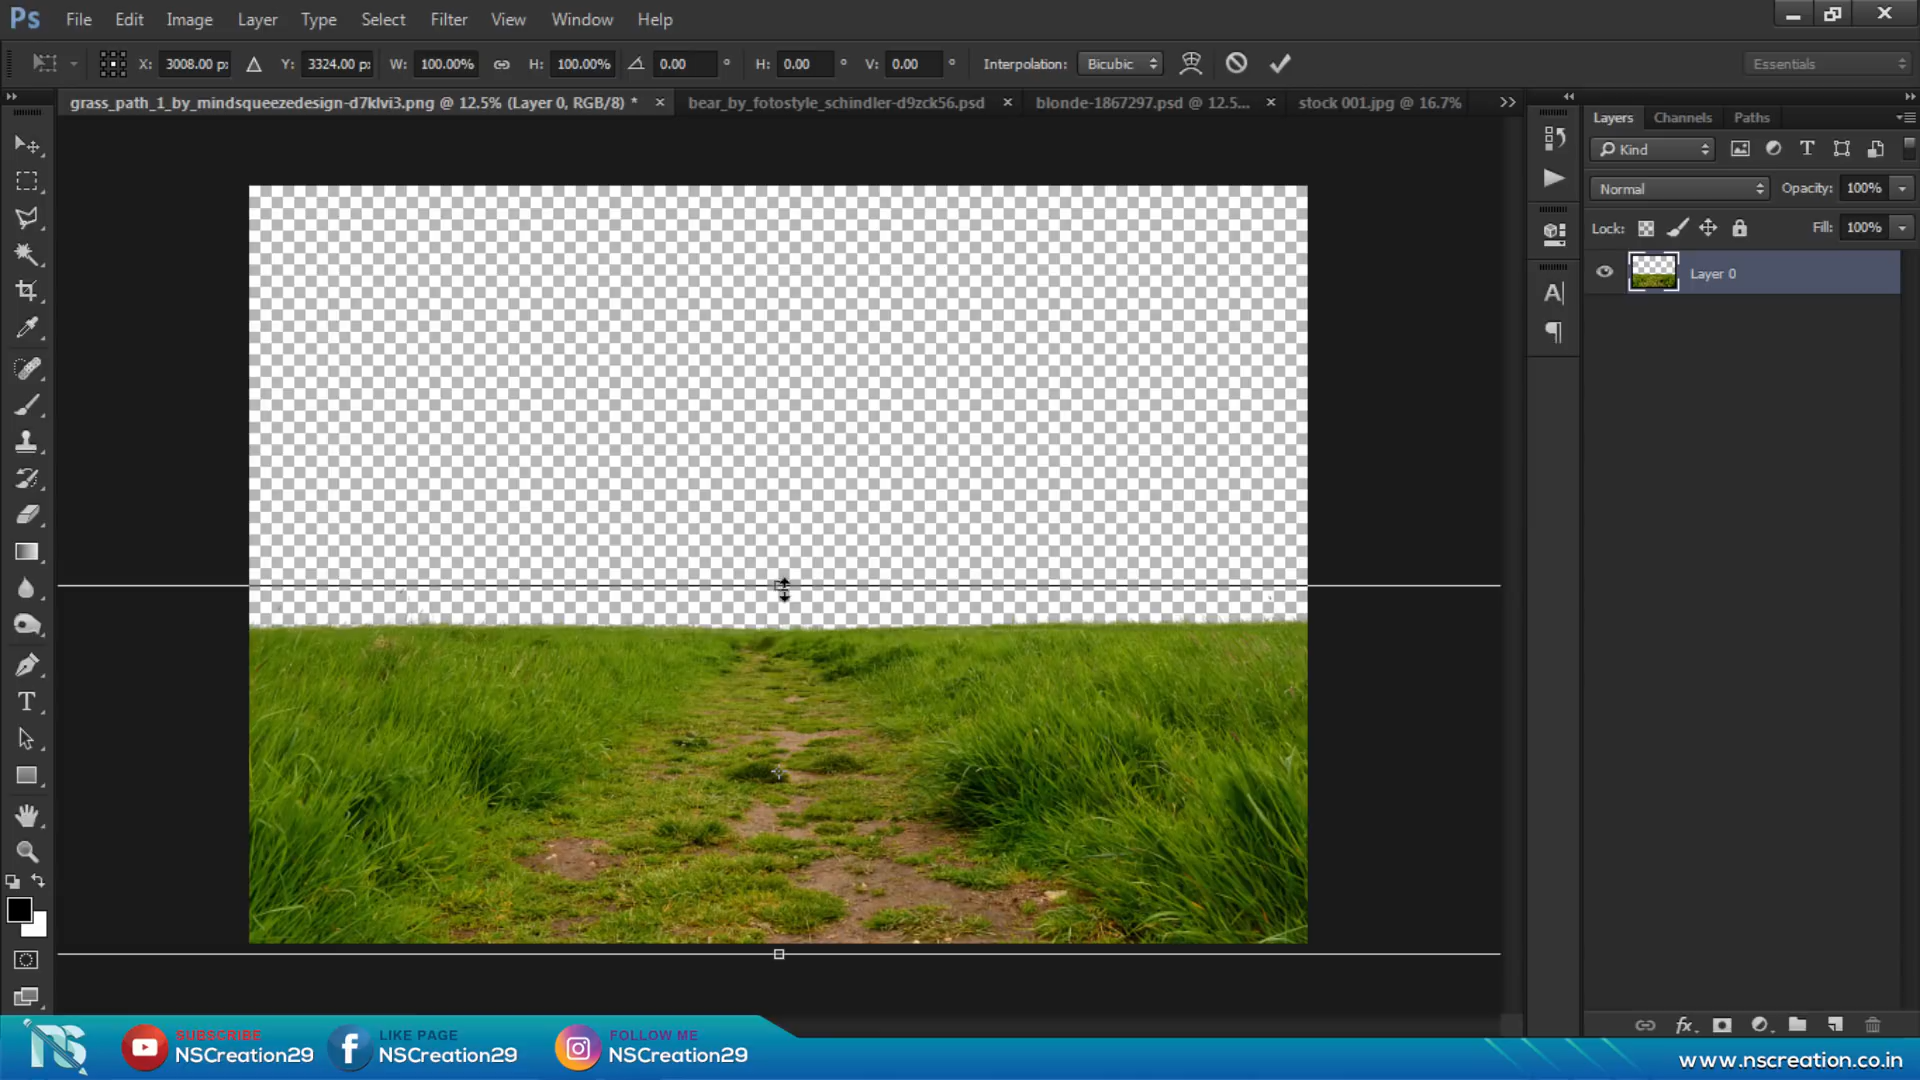 Ps File Edit Image Layer Type Select Filter View Window Help
X: 3008.00 px Y: 3324.00 px W: 100.00% H: 100.00% 0.00 ° H: 0.00 ° V: 0.00 ° Interpolation: Bicubic Essentials
grass_path_1_by_mindsqueezedesign-d7klvi3.png @ 12.5% (Layer 0, RGB/8) * × bear_by_fotostyle_schindler-d9zck56.psd × blonde-1867297.psd @ 12.5... × stock 001.jpg @ 16.7%
Layers Channels Paths
Kind
Normal Opacity: 100%
Lock: Fill: 100%
Layer 0
NS
SUBSCRIBE
NSCreation29
LIKE PAGE
NSCreation29
FOLLOW ME
NSCreation29
www.nscreation.co.in